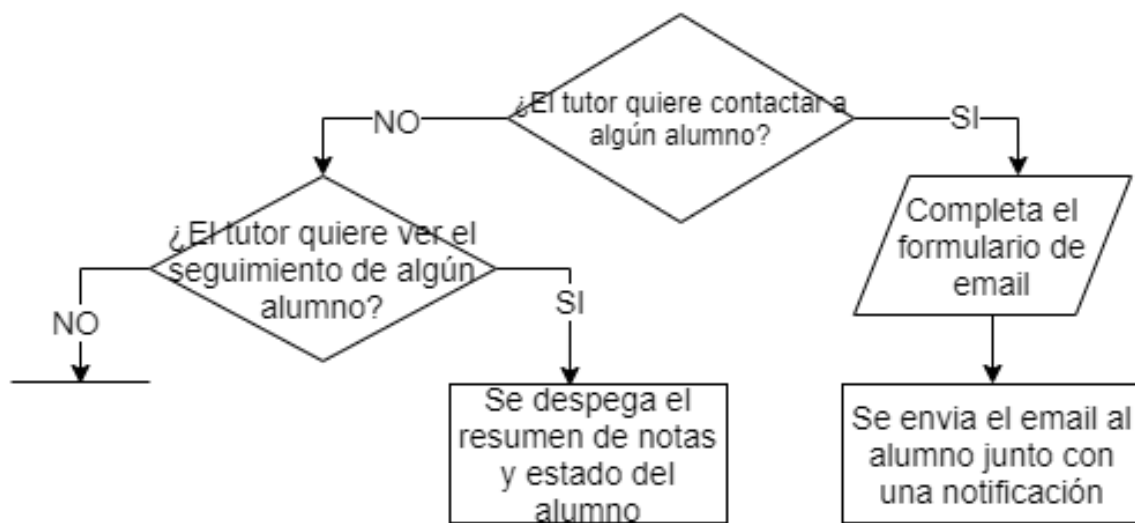 ¿El tutor quiere contactar a
algún alumno?
NO
SI
¿El tutor quiere ver el
seguimiento de algún
alumno?
Completa el
formulario de
email
NO
SI
Se despega el
resumen de notas
y estado del
alumno
Se envia el email al
alumno junto con
una notificación